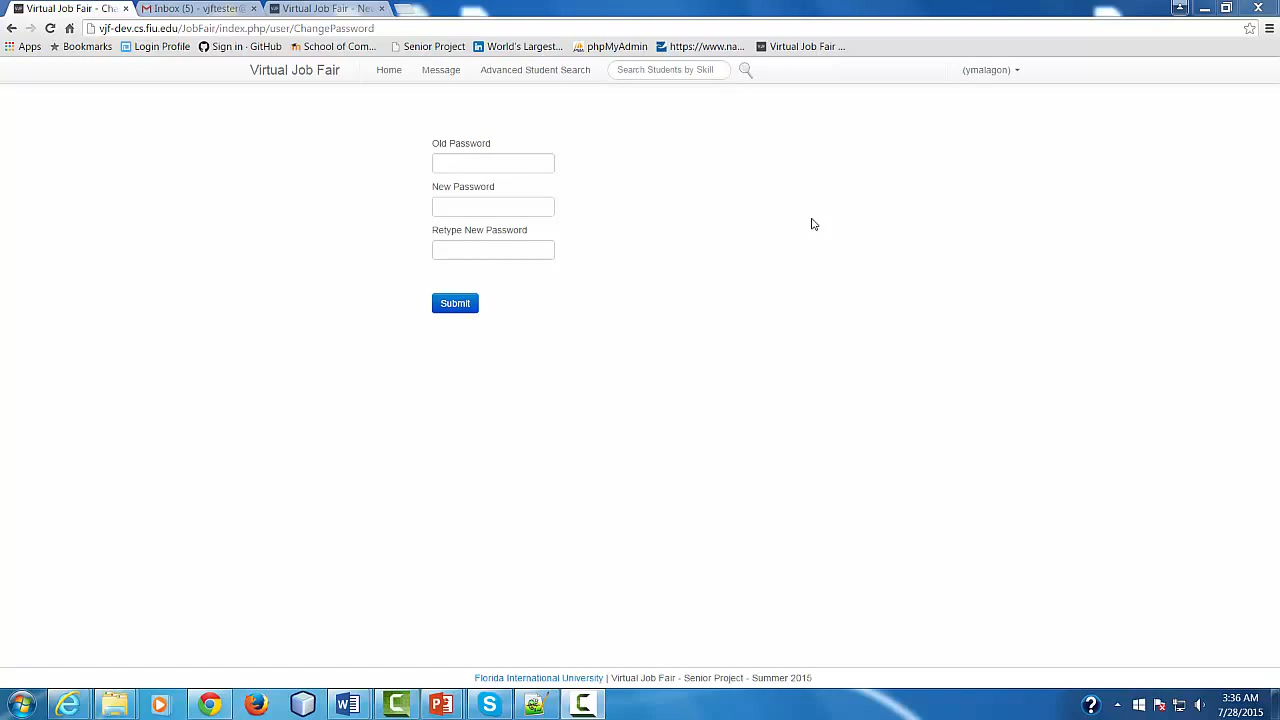 Virtual Job Fair - Cha
Inbox (5) - vjftester@
Virtual Job Fair - New
vjf-dev.cs.fiu.edu/JobFair/index.php/user/ChangePassword
Apps
Bookmarks
Login Profile
Sign in · GitHub
School of Com...
Senior Project
World's Largest...
phpMyAdmin
https://www.na...
Virtual Job Fair ...
Virtual Job Fair
Home
Message
Advanced Student Search
Search Students by Skill
(ymalagon)
Old Password
New Password
Retype New Password
Submit
Florida International University | Virtual Job Fair - Senior Project - Summer 2015
3:36 AM
7/28/2015